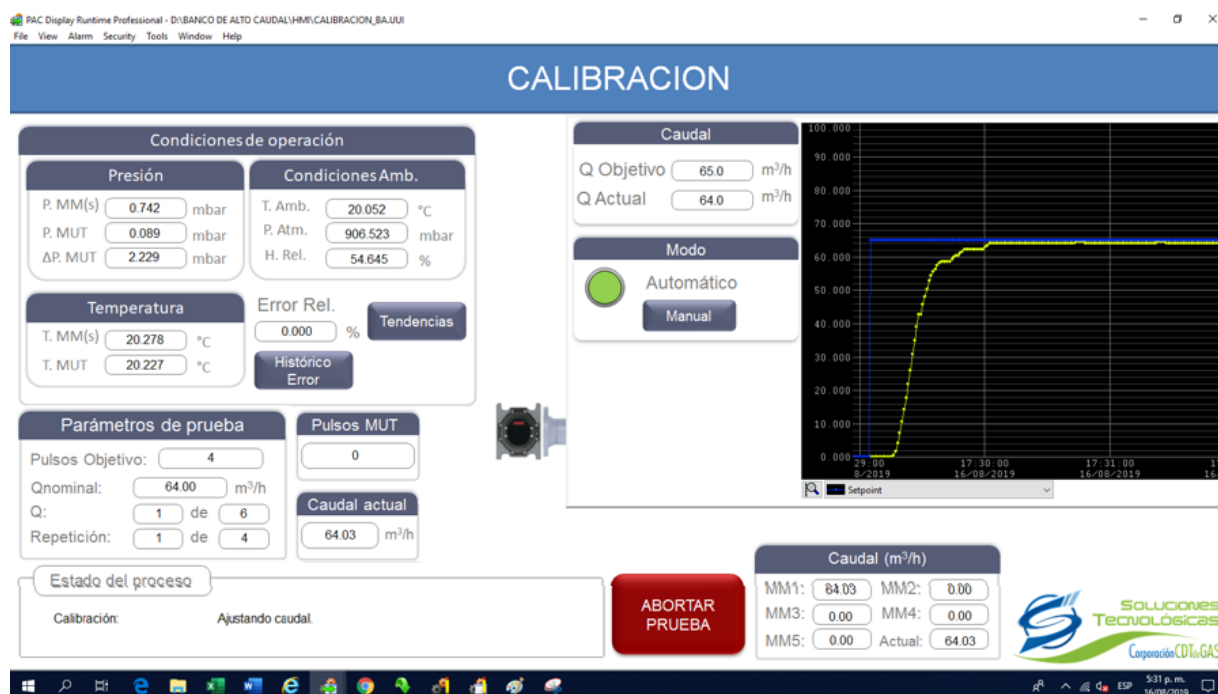 PAC Display Runtime Professional - D:\BANCO DE ALTO CAUDAL\HMI\CALIBRACION_BA.UUI
File View Alarm Security Tools Window Help
CALIBRACION
Condiciones de operación
Presión
P. MM(s) 0.742 mbar
P. MUT 0.089 mbar
ΔP. MUT 2.229 mbar
Condiciones Amb.
T. Amb. 20.052 °C
P. Atm. 906.523 mbar
H. Rel. 54.645 %
Temperatura
T. MM(s) 20.278 °C
T. MUT 20.227 °C
Error Rel.
0.000 %
Tendencias
Histórico
Error
Parámetros de prueba
Pulsos Objetivo: 4
Qnominal: 64.00 m³/h
Q: 1 de 6
Repetición: 1 de 4
Pulsos MUT
0
Caudal actual
64.03 m³/h
Estado del proceso
Calibración: Ajustando caudal.
Caudal
Q Objetivo 65.0 m³/h
Q Actual 64.0 m³/h
Modo
Automático
Manual
100.000
90.000
80.000
70.000
60.000
50.000
40.000
30.000
20.000
10.000
0.000
29:00 17:30:00 17:31:00 17
8/2019 16/08/2019 16/08/2019 16
Setpoint
ABORTAR
PRUEBA
Caudal (m³/h)
MM1: 64.03 MM2: 0.00
MM3: 0.00 MM4: 0.00
MM5: 0.00 Actual: 64.03
SOLUCIONES
TECNOLÓGICAS
Corporación CDT de GAS
ESP
5:31 p. m.
16/08/2019